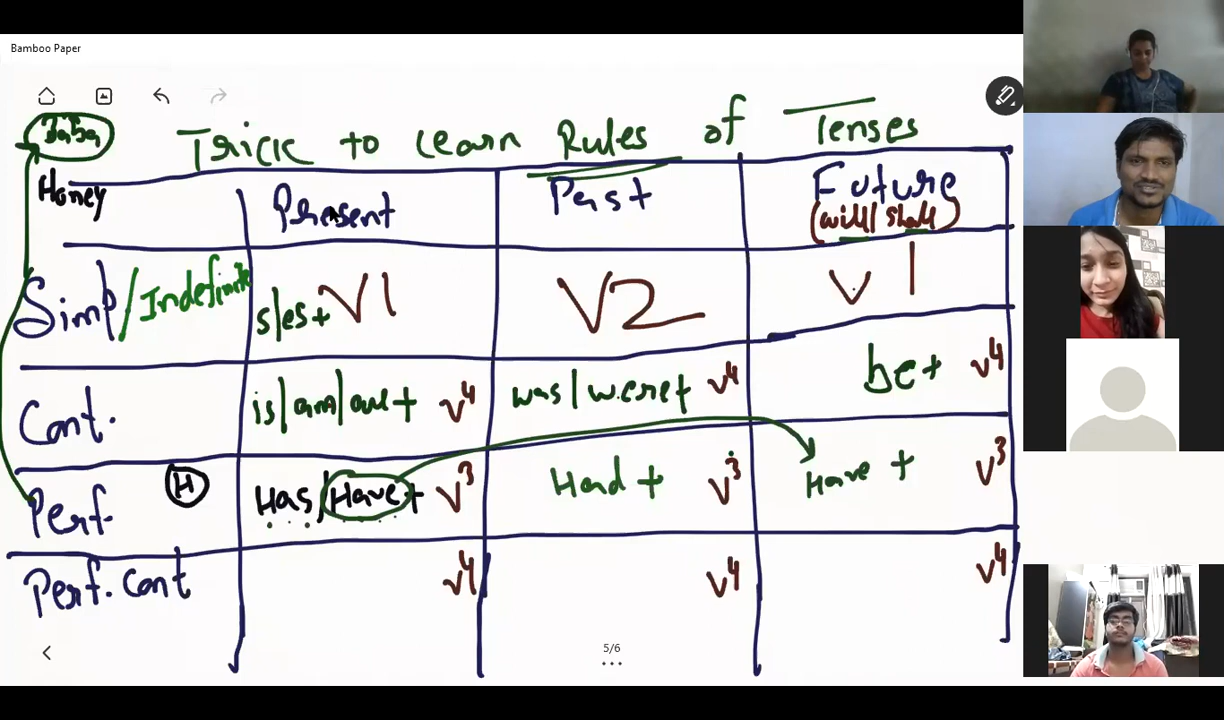 Bamboo Paper
Baba
Trick to Learn Rules of Tenses
Honey Present Past Future
(will/shall)
Simp/Indefinite s/es+V1 V2 V1
Cont. is/am/are+ V4 was/were+ V4 be+ V4
Perf. H Has/Have+ V3 Had + V3 Have + V3
Perf. Cont V4 V4 V4
5/6